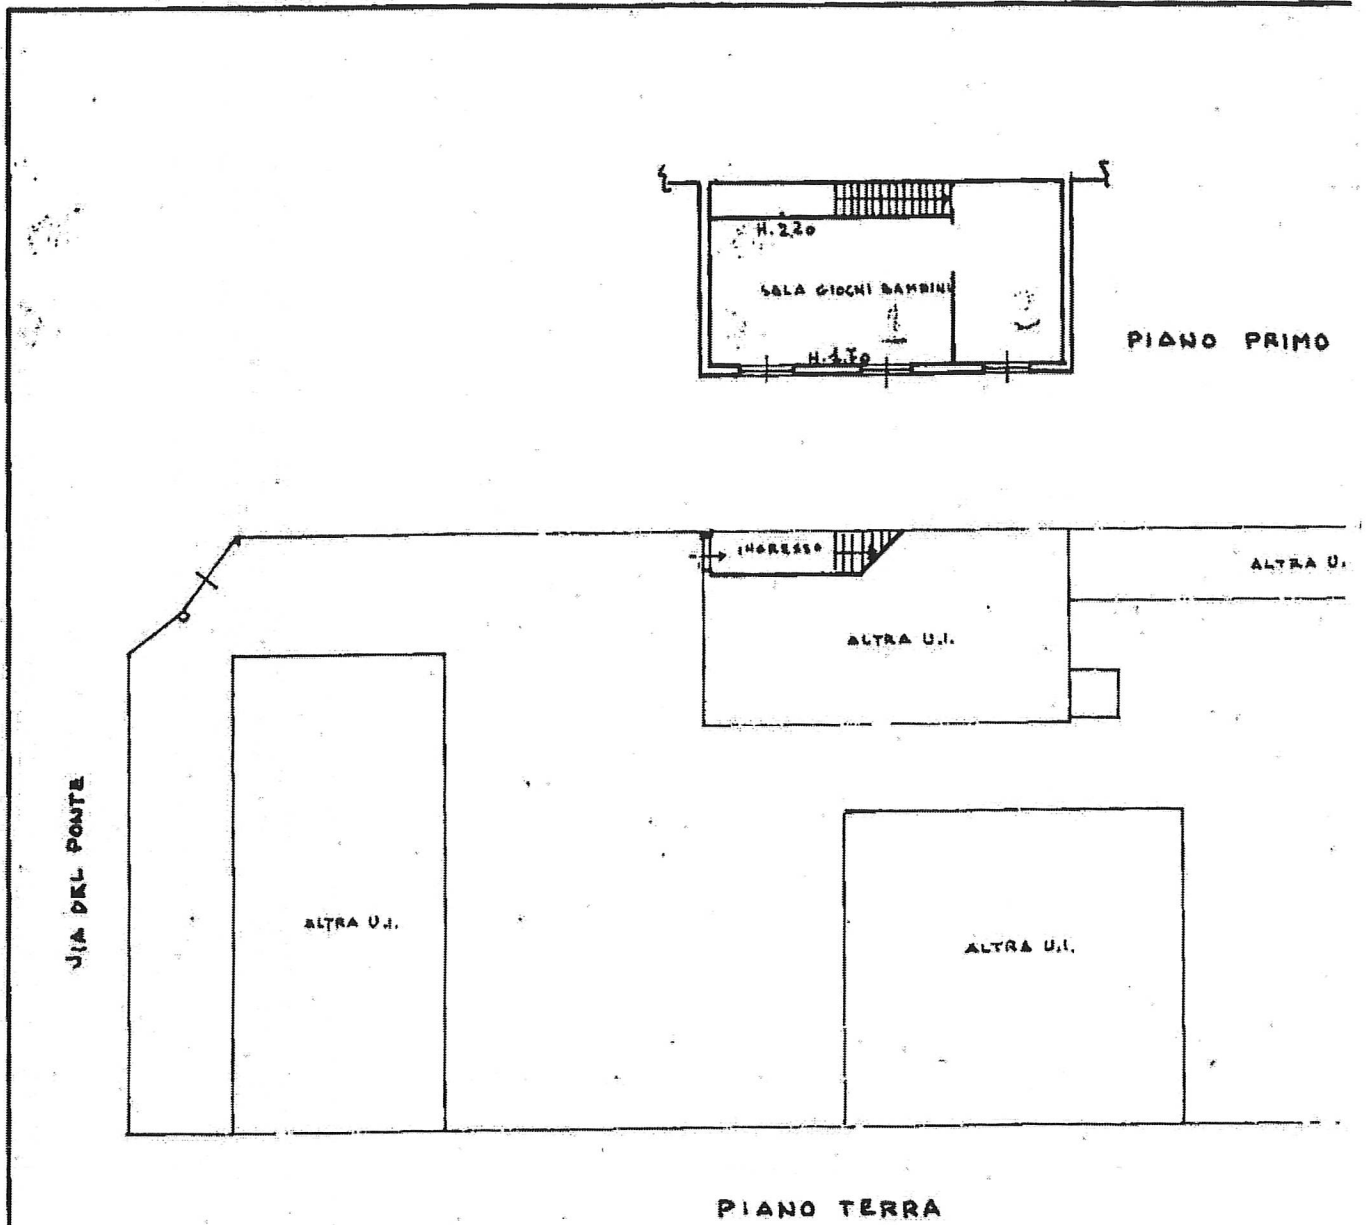 H. 2,20
SALA GIOCHI BAMBINI
H. 1.70
PIANO PRIMO
INGRESSO
ALTRA U.
ALTRA U.I.
VIA DEL PONTE
ALTRA U.I.
ALTRA U.I.
PIANO TERRA